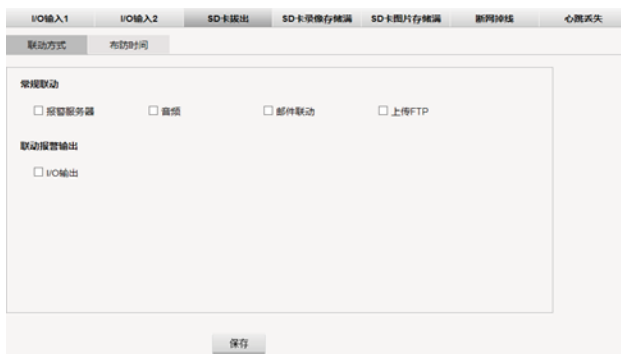 I/O输入1 I/O输入2 SD卡拔出 SD卡录像存储满 SD卡图片存储满 断网掉线 心跳丢失
联动方式 布防时间
常规联动
报警服务器 音频 邮件联动 上传FTP
联动报警输出
I/O输出
保存